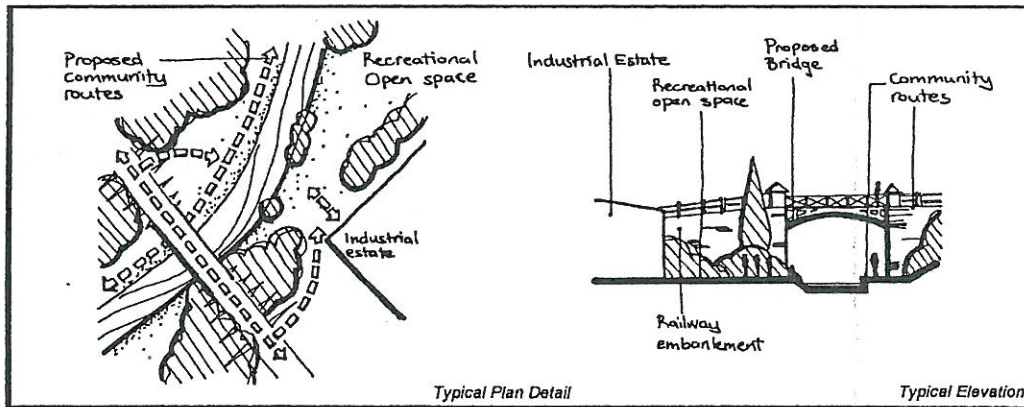 Proposed
Community
routes
Recreational
Open space
Industrial
estate
Typical Plan Detail
Industrial Estate
Recreational
open space
Proposed
Bridge
Community
routes
Railway
embankment
Typical Elevation